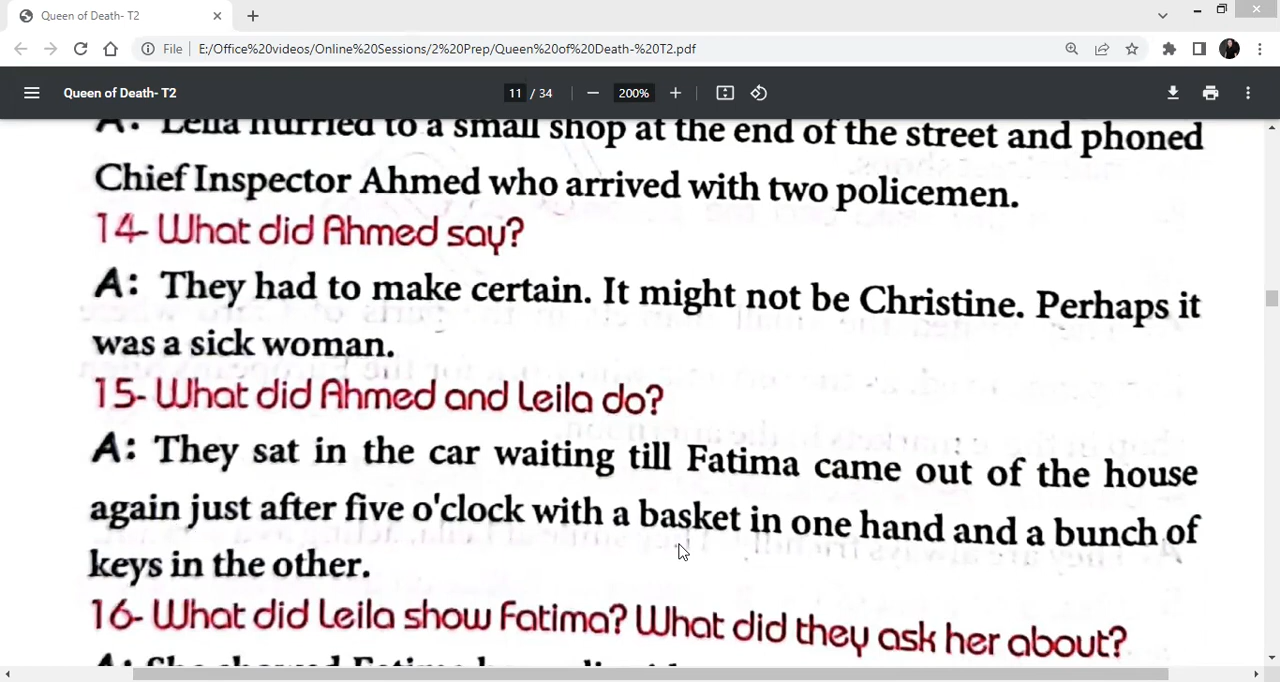 Queen of Death- T2
File E:/Office%20videos/Online%20Sessions/2%20Prep/Queen%20of%20Death-%20T2.pdf
Queen of Death- T2 11 / 34 200%
A: Leila hurried to a small shop at the end of the street and phoned
Chief Inspector Ahmed who arrived with two policemen.
14- What did Ahmed say?
A: They had to make certain. It might not be Christine. Perhaps it
was a sick woman.
15- What did Ahmed and Leila do?
A: They sat in the car waiting till Fatima came out of the house
again just after five o'clock with a basket in one hand and a bunch of
keys in the other.
16- What did Leila show Fatima? What did they ask her about?
A: She showed Fatima her